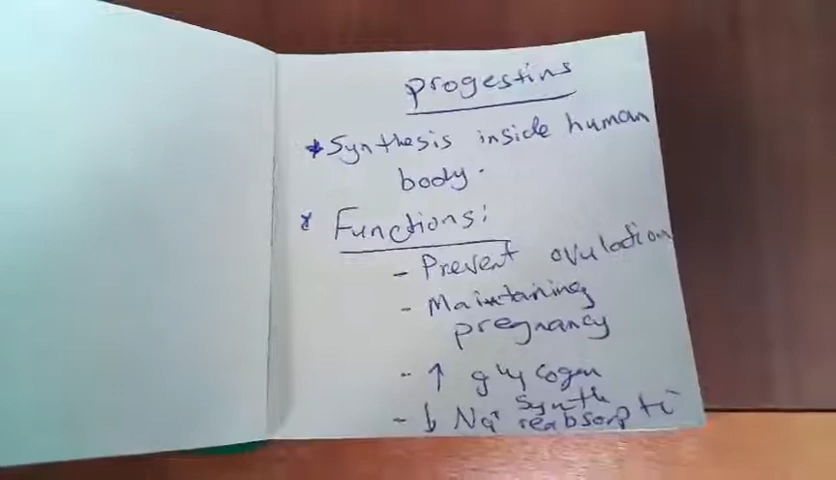 progestins
* Synthesis inside human
body.
* Functions:
- Prevent ovulation
- Maintaining
pregnancy
- ↑ glycogen
synth
- ↓ Na⁺ reabsorpti